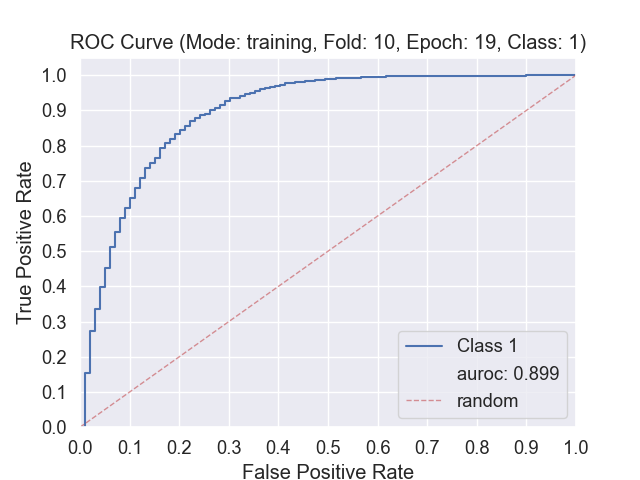 ROC Curve (Mode: training, Fold: 10, Epoch: 19, Class: 1)
1.0
0.9
0.8
0.7
0.6
0.5
0.4
0.3
0.2
0.1
0.0
True Positive Rate
Class 1
auroc: 0.899
random
0.0 0.1 0.2 0.3 0.4 0.5 0.6 0.7 0.8 0.9 1.0
False Positive Rate